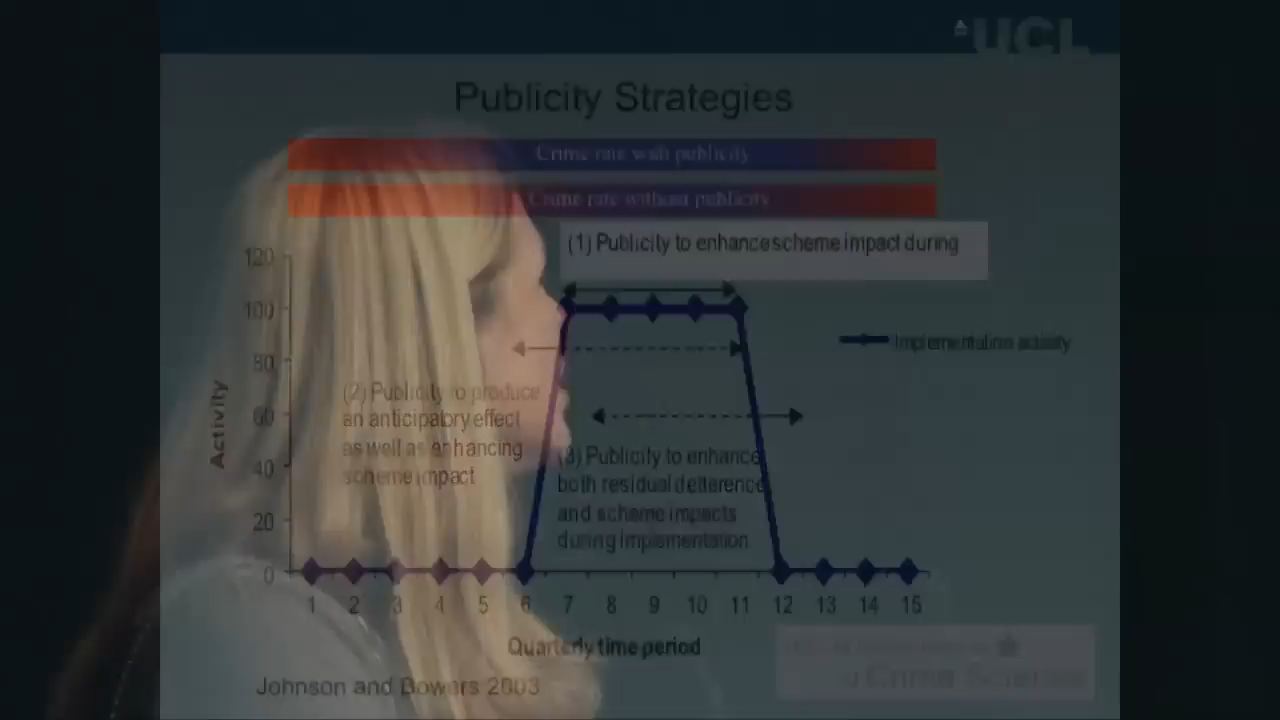 UCL
Publicity Strategies
Crime rate with publicity
Crime rate without publicity
(1) Publicity to enhance scheme impact during
120
100
80
60
40
20
0
Activity
Implementation activity
(2) Publicity to produce
an anticipatory effect
as well as enhancing
scheme impact
(3) Publicity to enhance
both residual deterrence
and scheme impacts
during implementation
1 2 3 4 5 6 7 8 9 10 11 12 13 14 15
Quarterly time period
Johnson and Bowers 2003
Crime Science